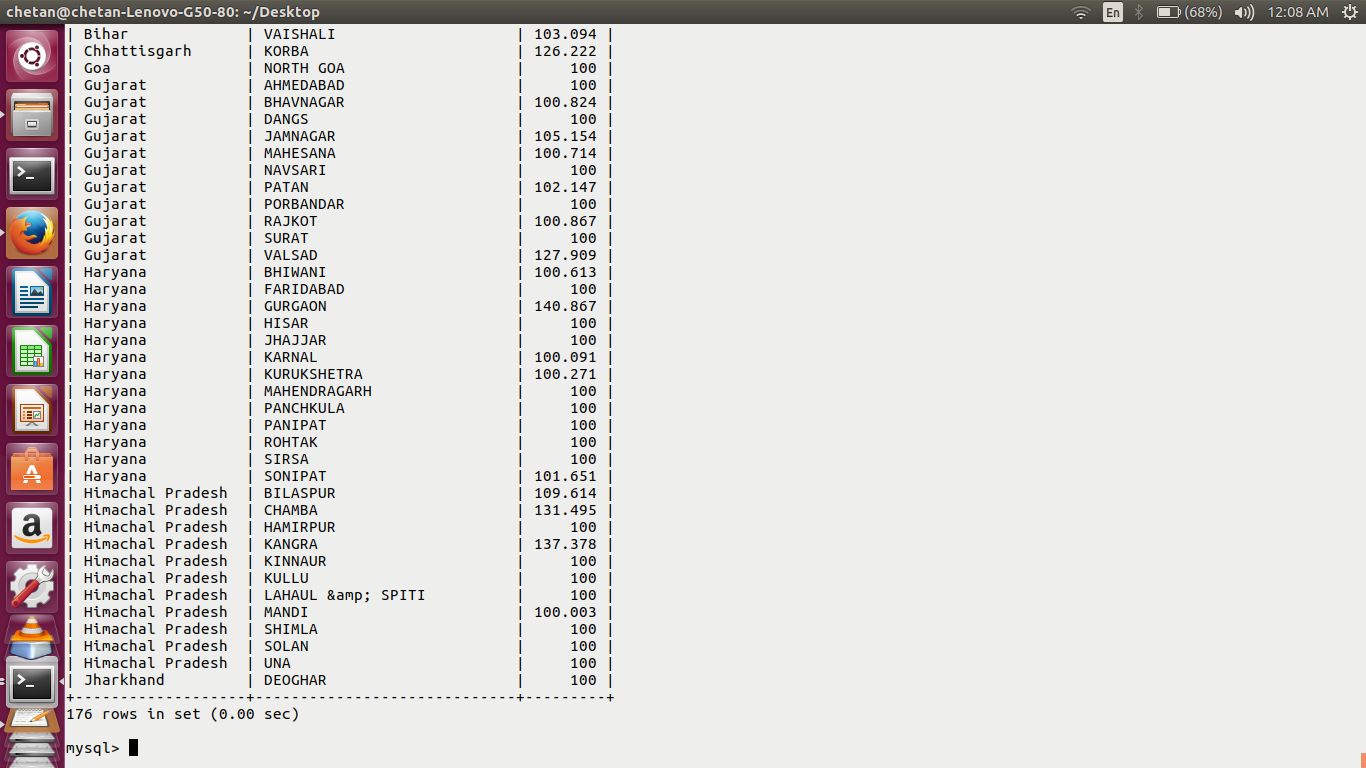 chetan@chetan-Lenovo-G50-80: ~/Desktop En (68%) 12:08 AM
| Bihar | VAISHALI | 103.094 |
| Chhattisgarh | KORBA | 126.222 |
| Goa | NORTH GOA | 100 |
| Gujarat | AHMEDABAD | 100 |
| Gujarat | BHAVNAGAR | 100.824 |
| Gujarat | DANGS | 100 |
| Gujarat | JAMNAGAR | 105.154 |
| Gujarat | MAHESANA | 100.714 |
| Gujarat | NAVSARI | 100 |
| Gujarat | PATAN | 102.147 |
| Gujarat | PORBANDAR | 100 |
| Gujarat | RAJKOT | 100.867 |
| Gujarat | SURAT | 100 |
| Gujarat | VALSAD | 127.909 |
| Haryana | BHIWANI | 100.613 |
| Haryana | FARIDABAD | 100 |
| Haryana | GURGAON | 140.867 |
| Haryana | HISAR | 100 |
| Haryana | JHAJJAR | 100 |
| Haryana | KARNAL | 100.091 |
| Haryana | KURUKSHETRA | 100.271 |
| Haryana | MAHENDRAGARH | 100 |
| Haryana | PANCHKULA | 100 |
| Haryana | PANIPAT | 100 |
| Haryana | ROHTAK | 100 |
| Haryana | SIRSA | 100 |
| Haryana | SONIPAT | 101.651 |
| Himachal Pradesh | BILASPUR | 109.614 |
| Himachal Pradesh | CHAMBA | 131.495 |
| Himachal Pradesh | HAMIRPUR | 100 |
| Himachal Pradesh | KANGRA | 137.378 |
| Himachal Pradesh | KINNAUR | 100 |
| Himachal Pradesh | KULLU | 100 |
| Himachal Pradesh | LAHAUL &amp; SPITI | 100 |
| Himachal Pradesh | MANDI | 100.003 |
| Himachal Pradesh | SHIMLA | 100 |
| Himachal Pradesh | SOLAN | 100 |
| Himachal Pradesh | UNA | 100 |
| Jharkhand | DEOGHAR | 100 |
+-------------------+-----------------------------+---------+
176 rows in set (0.00 sec)
mysql>